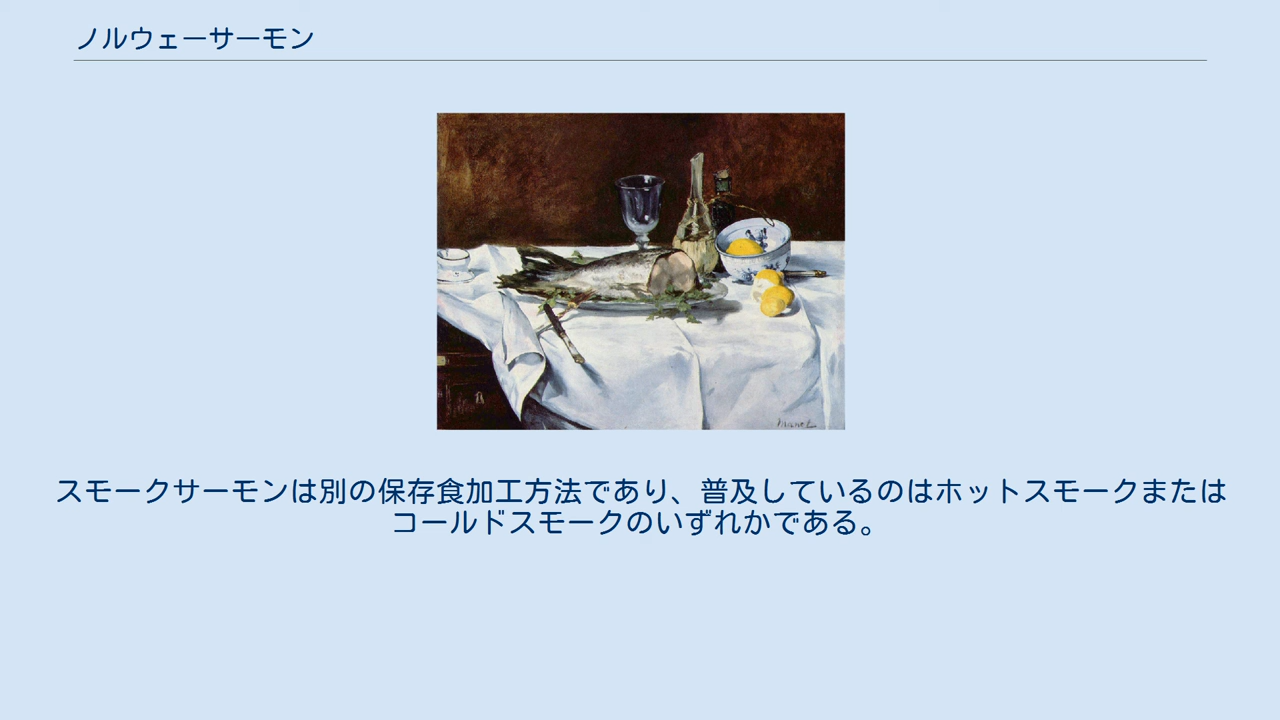 ノルウェーサーモン
Manet
スモークサーモンは別の保存食加工方法であり、普及しているのはホットスモークまたは
コールドスモークのいずれかである。